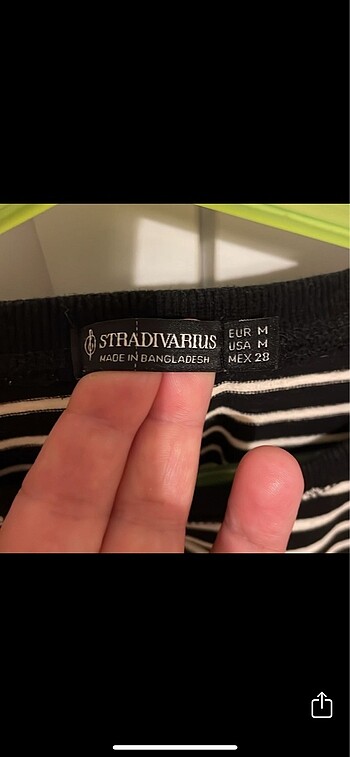 STRADIVARIUS
MADE IN BANGLADESH
EUR M
USA M
MEX 28